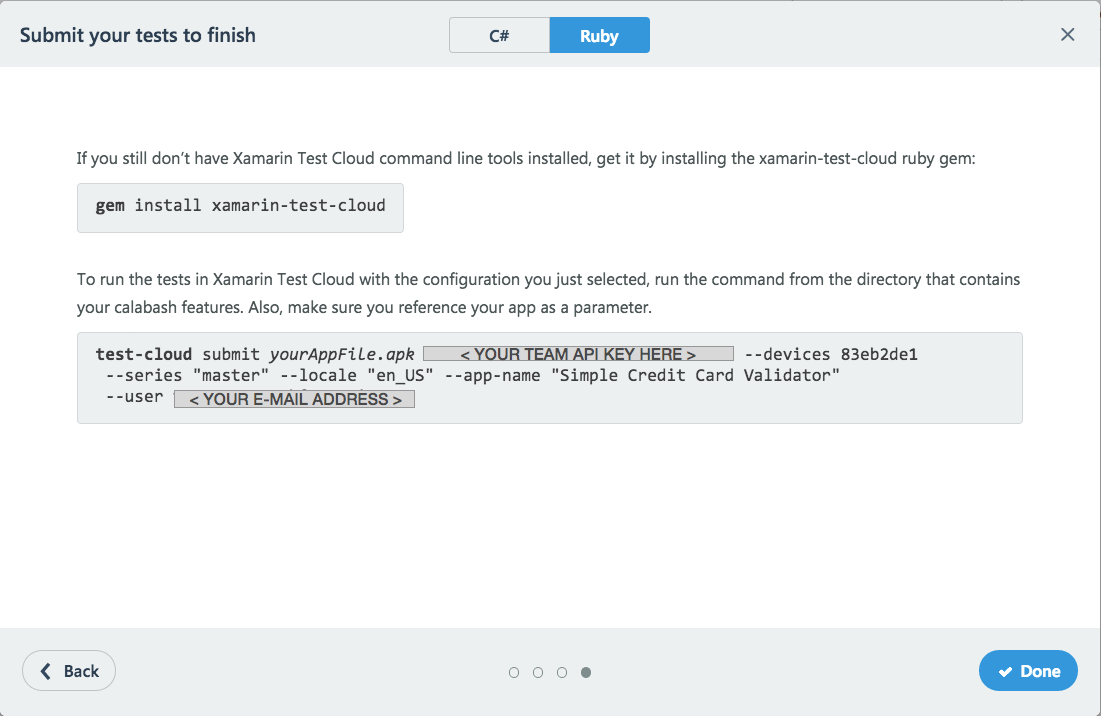 Submit your tests to finish
C#
Ruby
If you still don't have Xamarin Test Cloud command line tools installed, get it by installing the xamarin-test-cloud ruby gem:
gem install xamarin-test-cloud
To run the tests in Xamarin Test Cloud with the configuration you just selected, run the command from the directory that contains
your calabash features. Also, make sure you reference your app as a parameter.
test-cloud submit yourAppFile.apk < YOUR TEAM API KEY HERE > --devices 83eb2de1
--series "master" --locale "en_US" --app-name "Simple Credit Card Validator"
--user < YOUR E-MAIL ADDRESS >
Back
Done